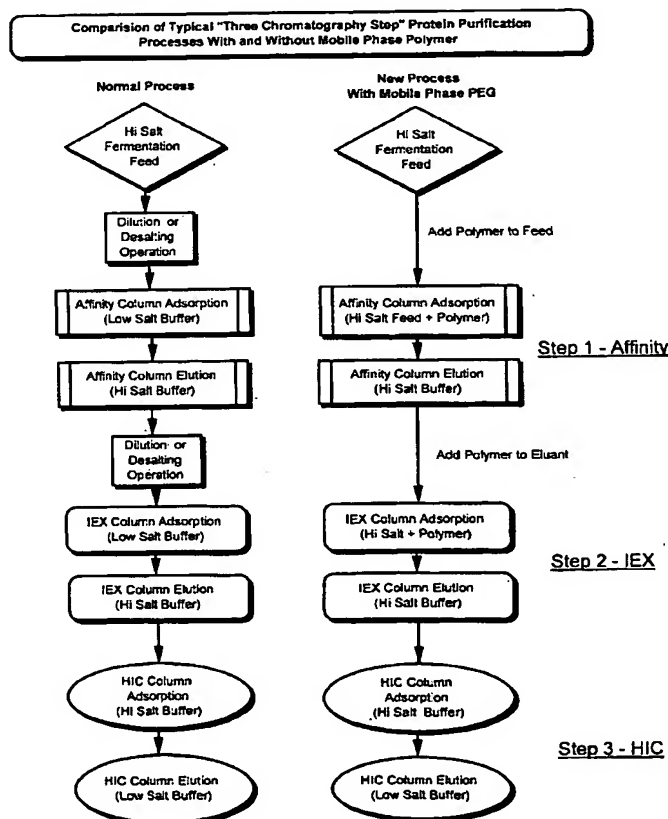 Comparision of Typical "Three Chromatography Step" Protein Purification
Processes With and Without Mobile Phase Polymer
Normal Process
Hi Salt
Fermentation
Feed
Dilution or
Desalting
Operation
Affinity Column Adsorption
(Low Salt Buffer)
Affinity Column Elution
(Hi Salt Buffer)
Dilution or
Desalting
Operation
IEX Column Adsorption
(Low Salt Buffer)
IEX Column Elution
(Hi Salt Buffer)
HIC Column
Adsorption
(Hi Salt Buffer)
HIC Column Elution
(Low Salt Buffer)
New Process
With Mobile Phase PEG
Hi Salt
Fermentation
Feed
Add Polymer to Feed
Affinity Column Adsorption
(Hi Salt Feed + Polymer)
Affinity Column Elution
(Hi Salt Buffer)
Add Polymer to Eluant
IEX Column Adsorption
(Hi Salt + Polymer)
IEX Column Elution
(Hi Salt Buffer)
HIC Column
Adsorption
(Hi Salt Buffer)
HIC Column Elution
(Low Salt Buffer)
Step 1 - Affinity
Step 2 - IEX
Step 3 - HIC